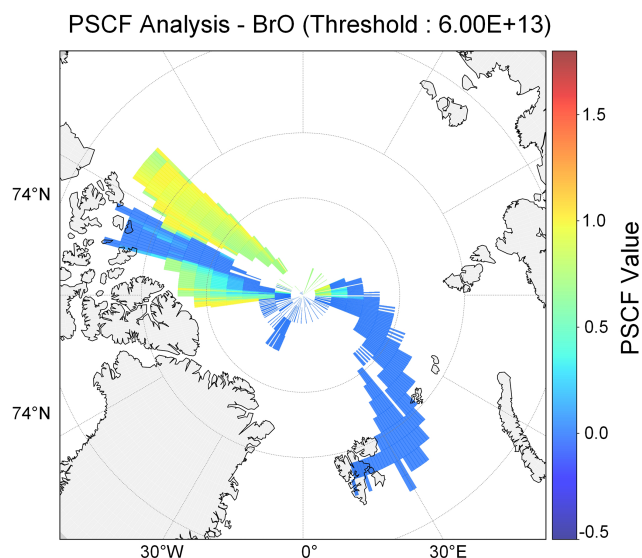 PSCF Analysis - BrO (Threshold : 6.00E+13)
74°N
74°N
30°W
0°
30°E
1.5
1.0
0.5
0.0
-0.5
PSCF Value